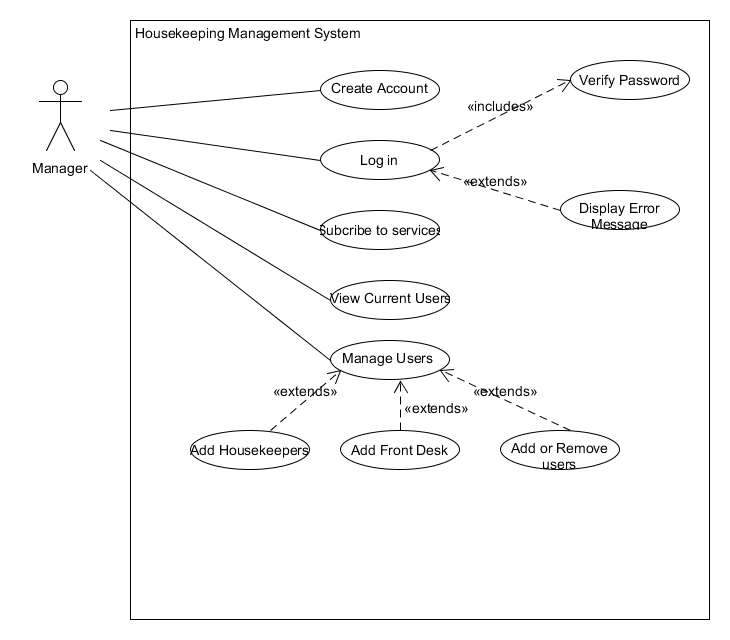 Housekeeping Management System
Create Account
Verify Password
«includes»
Log in
Manager
«extends»
Display Error
Message
Subcribe to services
View Current Users
Manage Users
«extends»
«extends»
«extends»
Add Housekeepers
Add Front Desk
Add or Remove
users